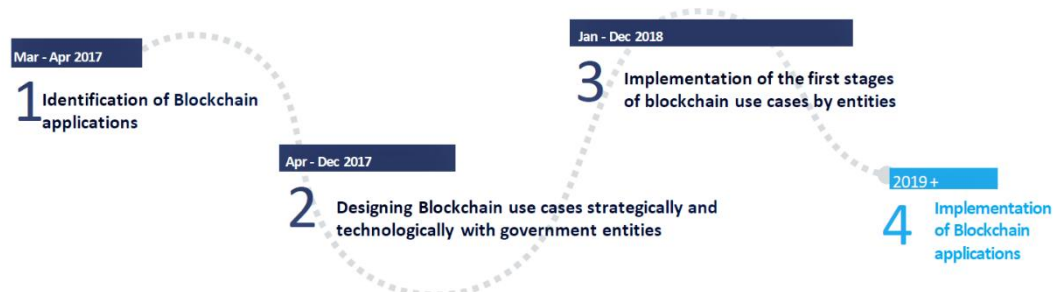 Mar - Apr 2017
1
Identification of Blockchain
applications
Apr - Dec 2017
2
Designing Blockchain use cases strategically and
technologically with government entities
Jan - Dec 2018
3
Implementation of the first stages
of blockchain use cases by entities
2019 +
4
Implementation
of Blockchain
applications